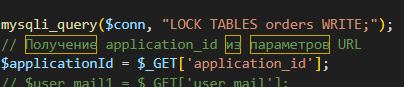 mysqli_query($conn, "LOCK TABLES orders WRITE;");
// Получение application_id из параметров URL
$applicationId = $_GET['application_id'];
// $user_mail1 = $_GET['user_mail'];